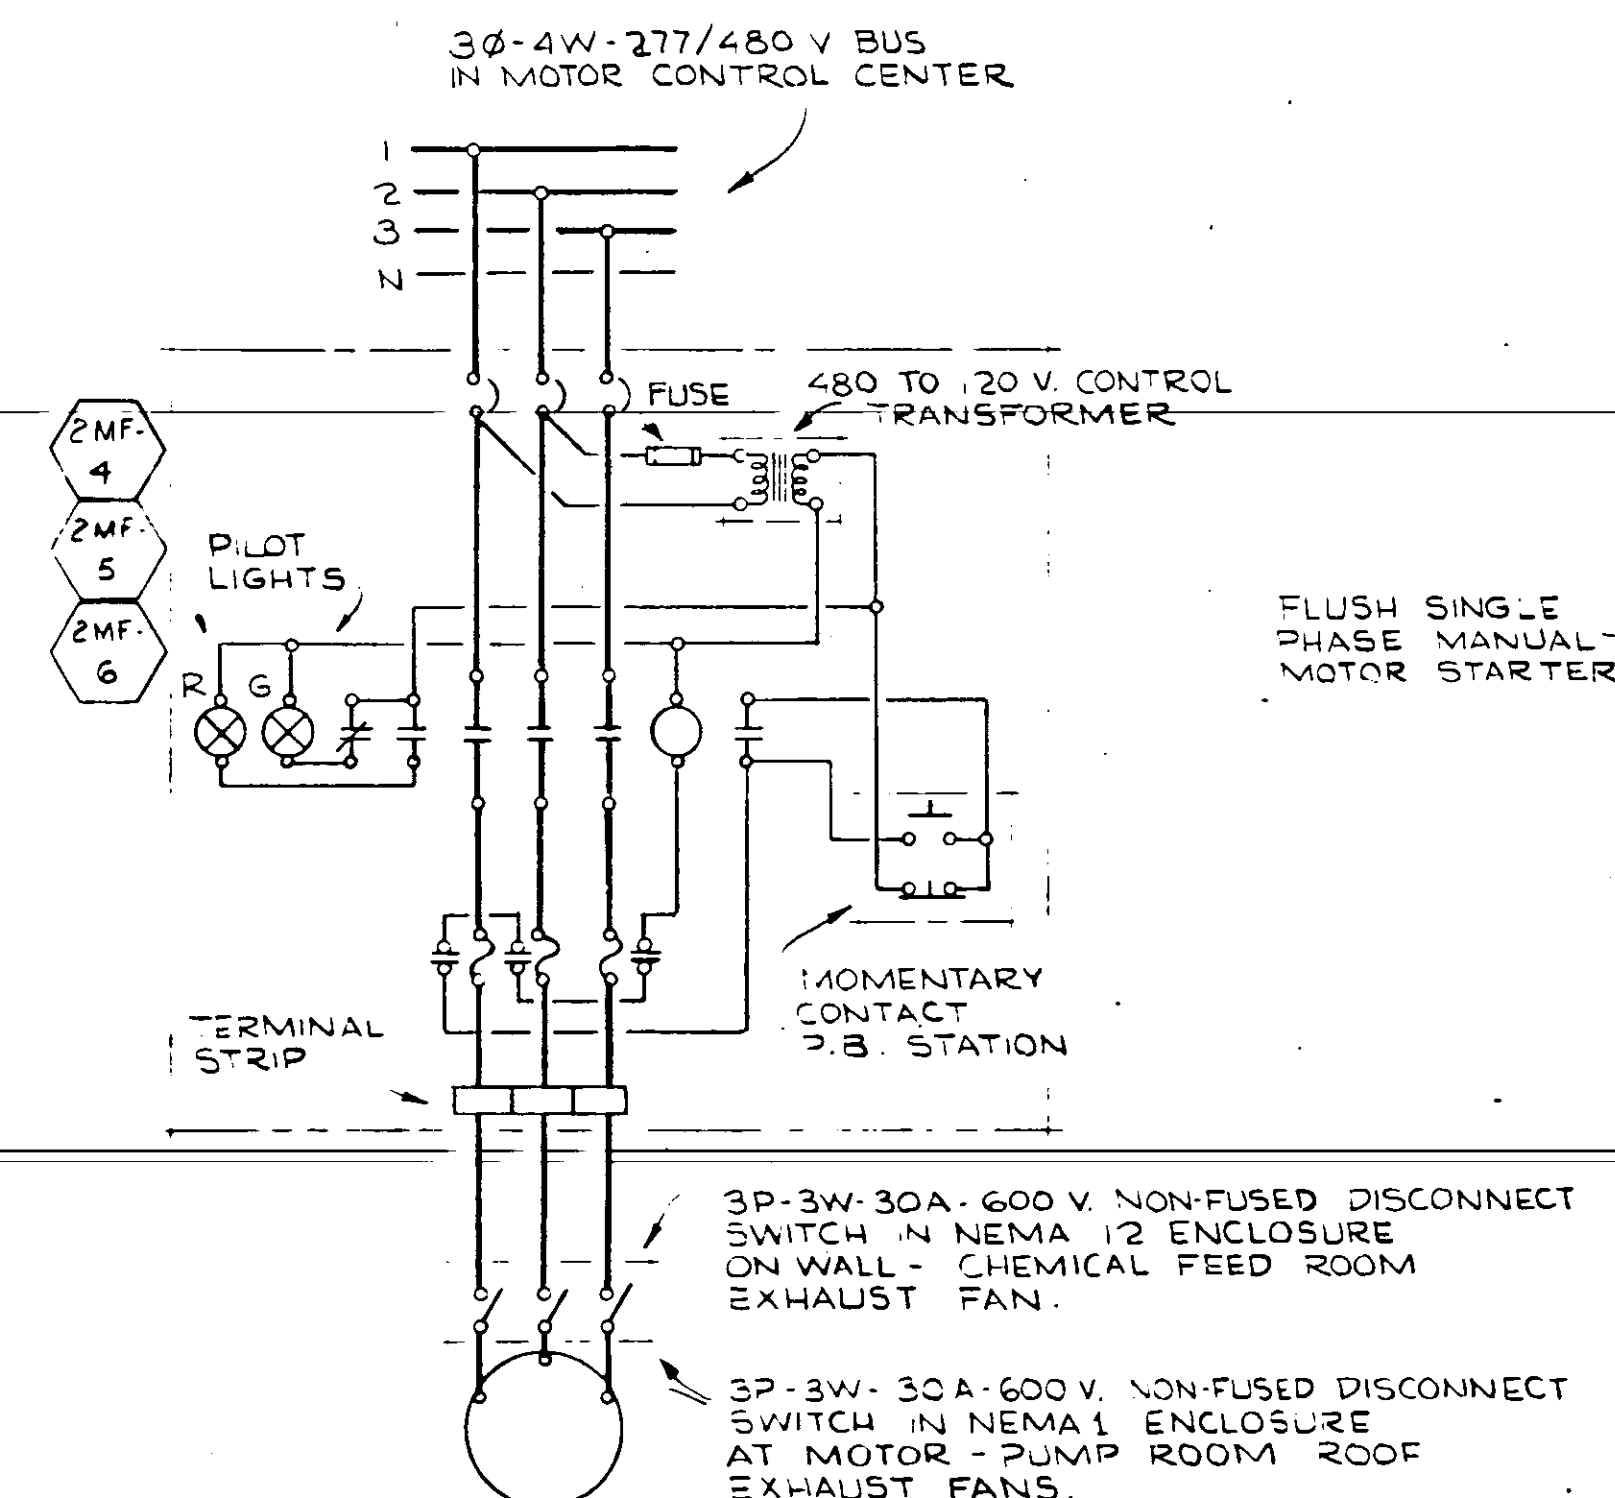 3Ø-4W-277/480 V BUS
IN MOTOR CONTROL CENTER
1
2
3
N
FUSE
480 TO 120 V. CONTROL
TRANSFORMER
2MF-
4
2MF-
5
2MF-
6
PILOT
LIGHTS
R G
FLUSH SINGLE
PHASE MANUAL
MOTOR STARTER
MOMENTARY
CONTACT
P.B. STATION
TERMINAL
STRIP
3P-3W-30A-600 V. NON-FUSED DISCONNECT
SWITCH IN NEMA 12 ENCLOSURE
ON WALL - CHEMICAL FEED ROOM
EXHAUST FAN.
3P-3W-30A-600 V. NON-FUSED DISCONNECT
SWITCH IN NEMA 1 ENCLOSURE
AT MOTOR - PUMP ROOM ROOF
EXHAUST FANS.